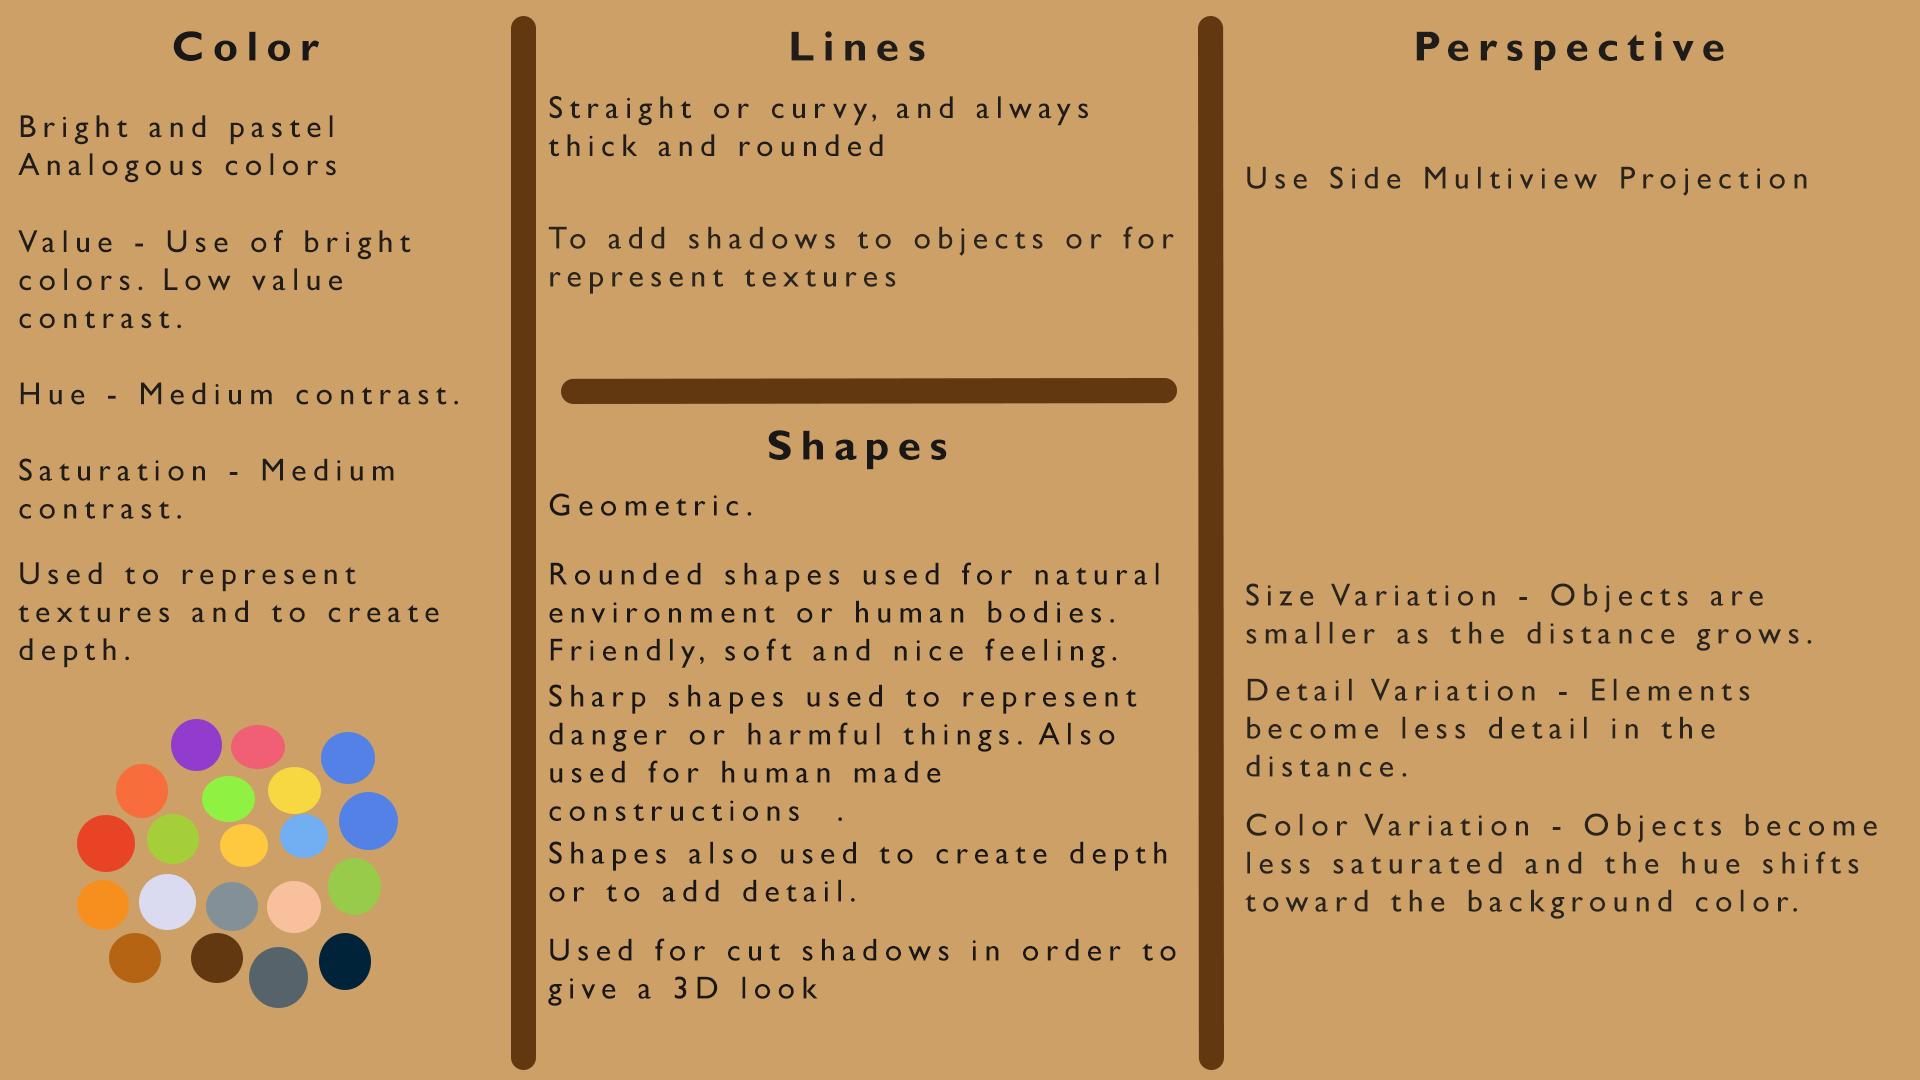 Color
Bright and pastel
Analogous colors
Value - Use of bright
colors. Low value
contrast.
Hue - Medium contrast.
Saturation - Medium
contrast.
Used to represent
textures and to create
depth.
Lines
Straight or curvy, and always
thick and rounded
To add shadows to objects or for
represent textures
Shapes
Geometric.
Rounded shapes used for natural
environment or human bodies.
Friendly, soft and nice feeling.
Sharp shapes used to represent
danger or harmful things. Also
used for human made
constructions .
Shapes also used to create depth
or to add detail.
Used for cut shadows in order to
give a 3D look
Perspective
Use Side Multiview Projection
Size Variation - Objects are
smaller as the distance grows.
Detail Variation - Elements
become less detail in the
distance.
Color Variation - Objects become
less saturated and the hue shifts
toward the background color.